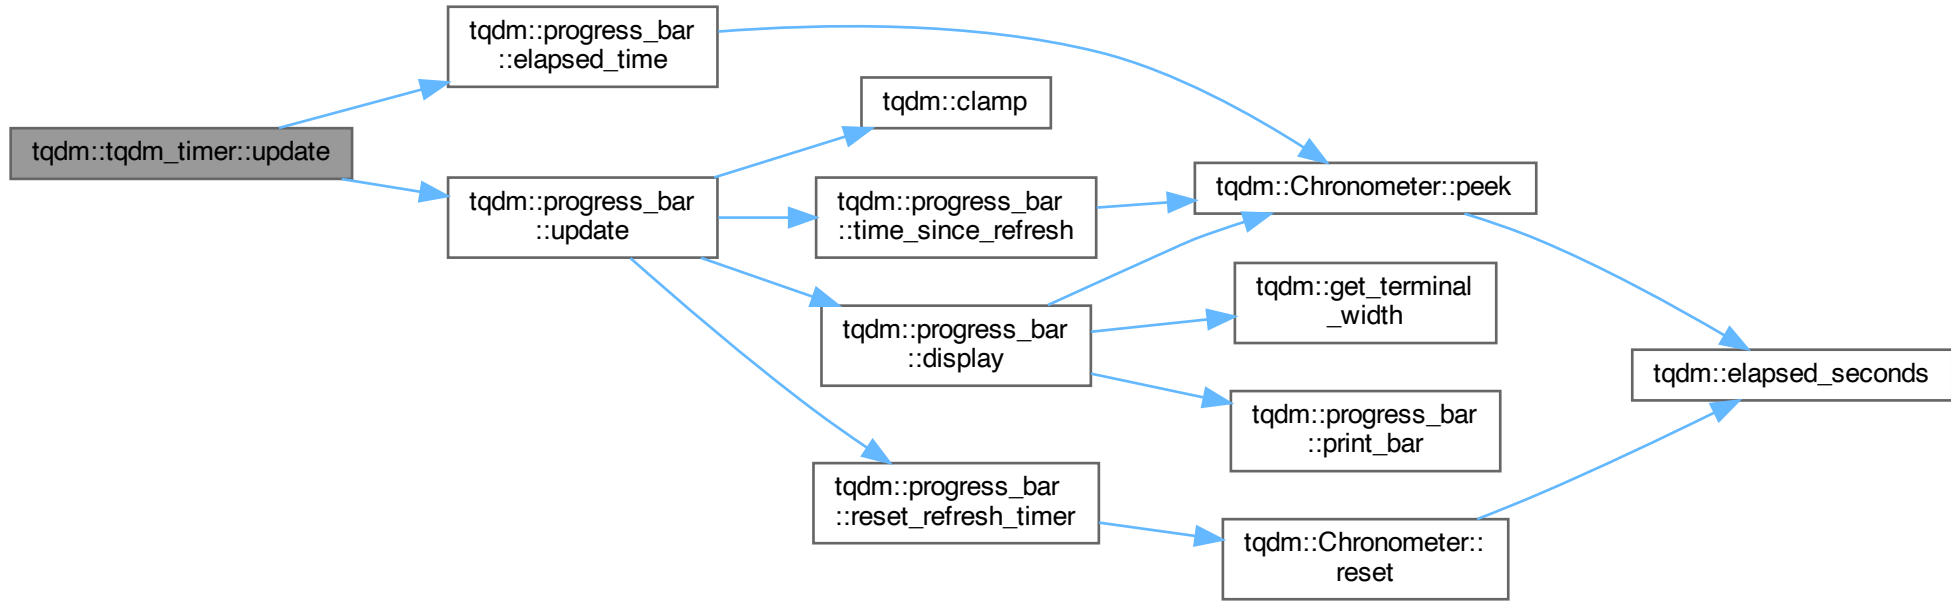 tqdm::tqdm_timer::update
tqdm::progress_bar
::elapsed_time
tqdm::progress_bar
::update
tqdm::clamp
tqdm::progress_bar
::time_since_refresh
tqdm::progress_bar
::display
tqdm::progress_bar
::reset_refresh_timer
tqdm::Chronometer::peek
tqdm::get_terminal
_width
tqdm::progress_bar
::print_bar
tqdm::Chronometer::
reset
tqdm::elapsed_seconds